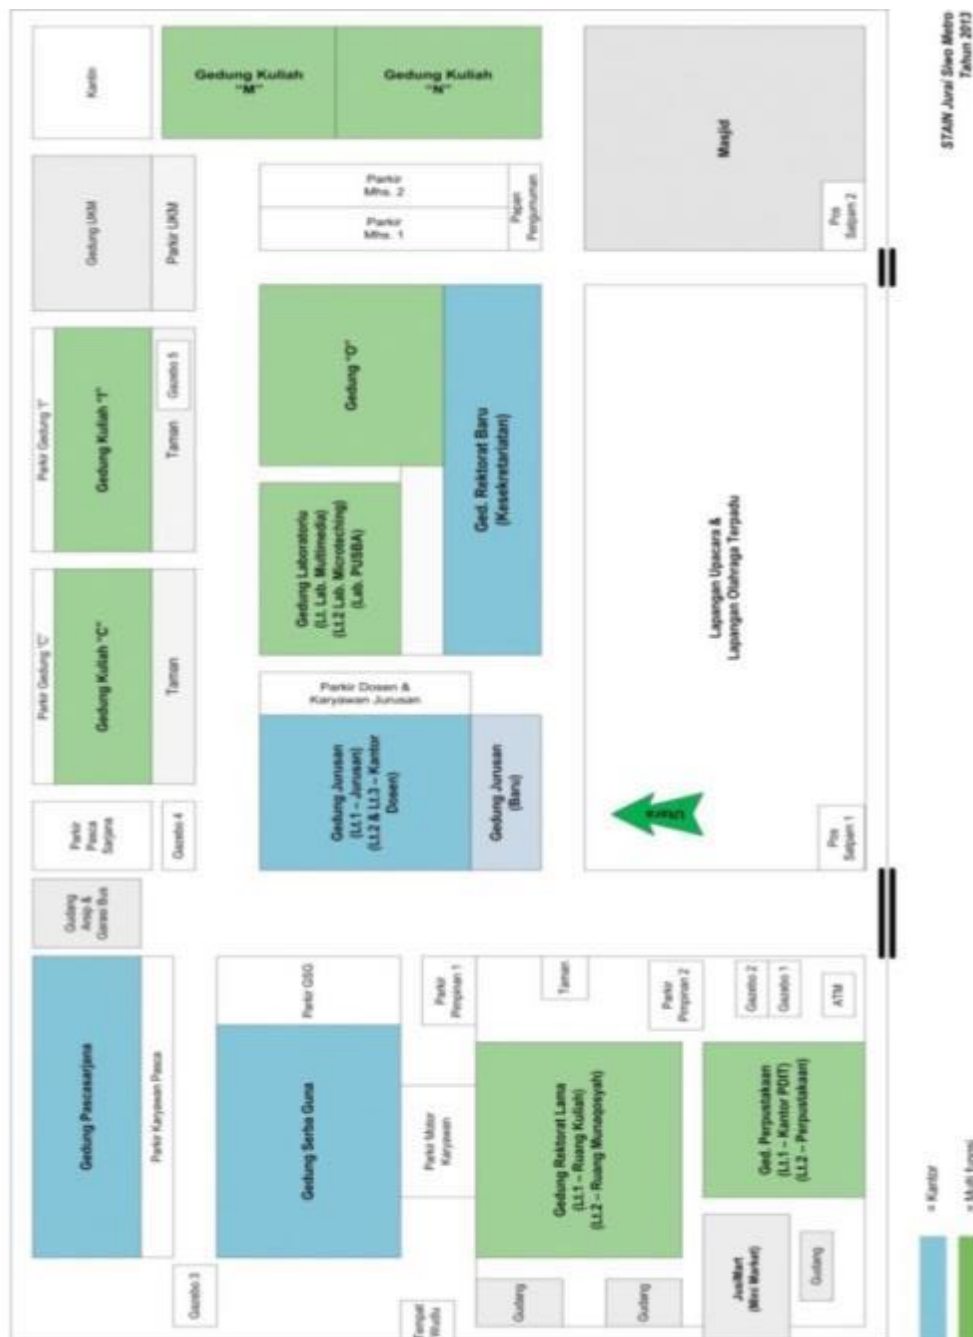 STAIN Jurai Siwo Metro
Tahun 2013
Kantin
Gedung Kuliah
"M"
Gedung Kuliah
"N"
Masjid
Pos
Satpam 2
Gedung UKM
Parkir UKM
Parkir
Mhs. 2
Parkir
Mhs. 1
Papan
Pengumuman
Parkir Gedung "I"
Gedung Kuliah "I"
Taman
Gazebo 5
Gedung "O"
Ged. Rektorat Baru
(Kesekretariatan)
Gedung Laboratoriu
(Lt. Lab. Multimedia)
(Lt.2 Lab. Microteching)
(Lab. PUSBA)
Lapangan Upacara &
Lapangan Olahraga Terpadu
Parkir Gedung "C"
Gedung Kuliah "C"
Taman
Parkir Dosen &
Karyawan Jurusan
Gedung Jurusan
(Lt.1 – Jurusan)
(Lt.2 & Lt.3 – Kantor
Dosen)
Gedung Jurusan
(Baru)
Utara
Pos
Satpam 1
Parkir
Pasca
Sarjana
Gazebo 4
Gudang
Arsip &
Garasi Bus
Gedung Pascasarjana
Parkir Karyawan Pasca
Parkir GSG
Gedung Serba Guna
Parkir
Pimpinan 1
Parkir Motor
Karyawan
Taman
Parkir
Pimpinan 2
Gazebo 2
Gazebo 1
ATM
Gedung Rektorat Lama
(Lt.1 – Ruang Kuliah)
(Lt.2 – Ruang Munaqosyah)
Ged. Perpustakaan
(Lt.1 – Kantor PDIT)
(Lt.2 – Perpustakaan)
Gazebo 3
Tempat
Wudlu
Gudang
Gudang
JusiMart
(Mini Market)
Gudang
= Kantor
= Multi fungsi